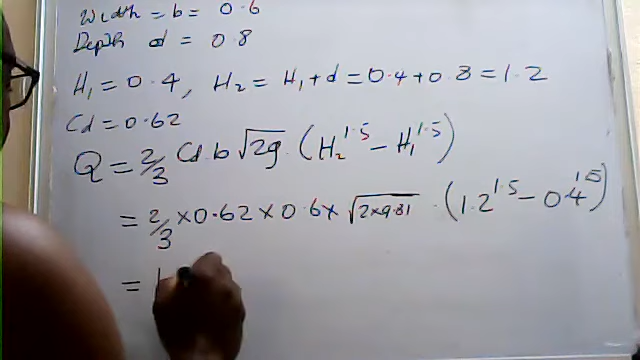 Width = b = 0.6
Depth d = 0.8
H₁ = 0.4, H₂ = H₁ + d = 0.4 + 0.8 = 1.2
Cd = 0.62
Q = 2/3 Cd b √2g (H₂^1.5 − H₁^1.5)
= 2/3 × 0.62 × 0.6 × √2×9.81 · (1.2^1.5 − 0.4^1.5)
=